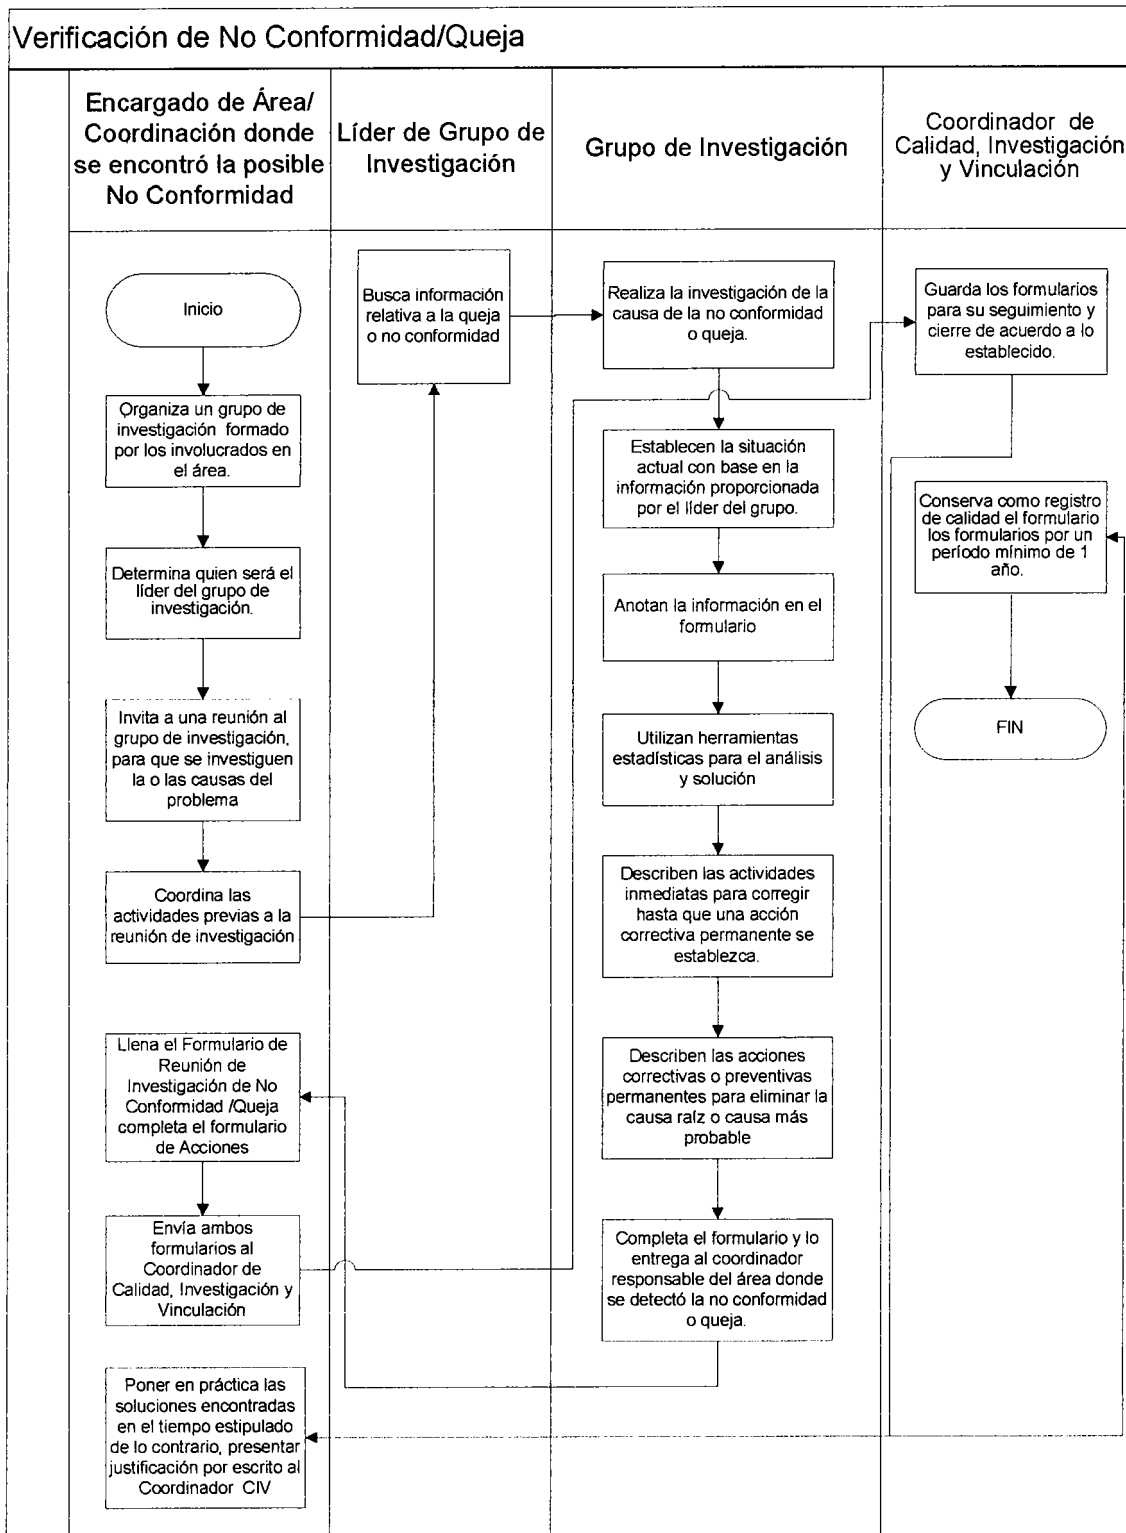 Verificación de No Conformidad/Queja
Encargado de Área/
Coordinación donde
se encontró la posible
No Conformidad
Líder de Grupo de
Investigación
Grupo de Investigación
Coordinador de
Calidad, Investigación
y Vinculación
Inicio
Organiza un grupo de
investigación formado
por los involucrados en
el área.
Determina quien será el
líder del grupo de
investigación.
Invita a una reunión al
grupo de investigación,
para que se investiguen
la o las causas del
problema
Coordina las
actividades previas a la
reunión de investigación
Busca información
relativa a la queja
o no conformidad
Realiza la investigación de la
causa de la no conformidad
o queja.
Establecen la situación
actual con base en la
información proporcionada
por el líder del grupo.
Anotan la información en el
formulario
Utilizan herramientas
estadísticas para el análisis
y solución
Describen las actividades
inmediatas para corregir
hasta que una acción
correctiva permanente se
establezca.
Describen las acciones
correctivas o preventivas
permanentes para eliminar la
causa raíz o causa más
probable
Completa el formulario y lo
entrega al coordinador
responsable del área donde
se detectó la no conformidad
o queja.
Llena el Formulario de
Reunión de
Investigación de No
Conformidad /Queja
completa el formulario
de Acciones
Envía ambos
formularios al
Coordinador de
Calidad, Investigación y
Vinculación
Guarda los formularios
para su seguimiento y
cierre de acuerdo a lo
establecido.
Poner en práctica las
soluciones encontradas
en el tiempo estipulado
de lo contrario, presentar
justificación por escrito al
Coordinador CIV
Conserva como registro
de calidad el formulario
los formularios por un
período mínimo de 1
año.
FIN